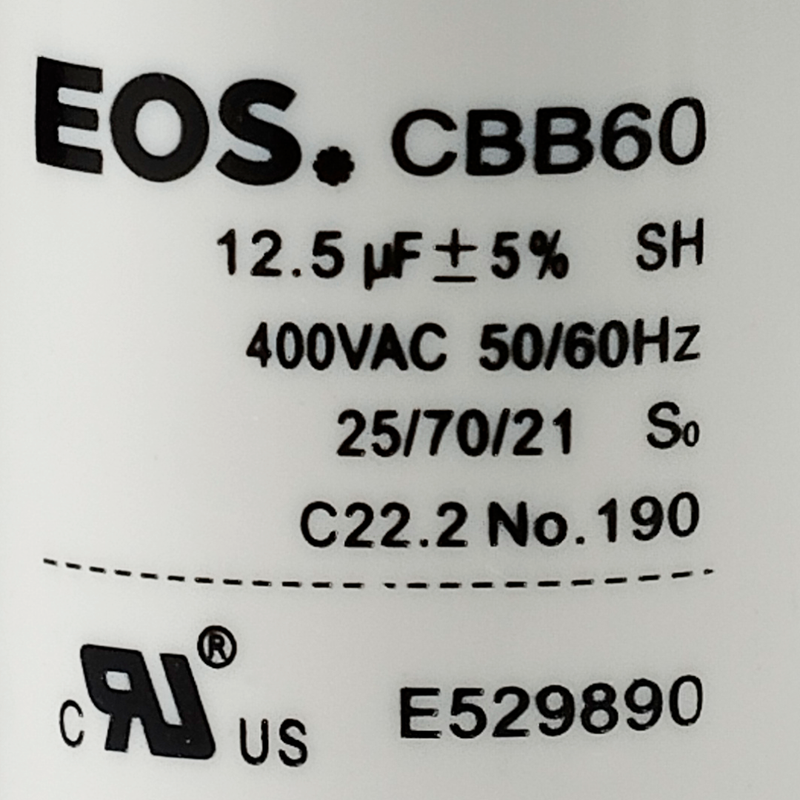 EOS. CBB60
12.5 µF ± 5% SH
400VAC 50/60Hz
25/70/21 S₀
C22.2 No.190
C RU ® US E529890